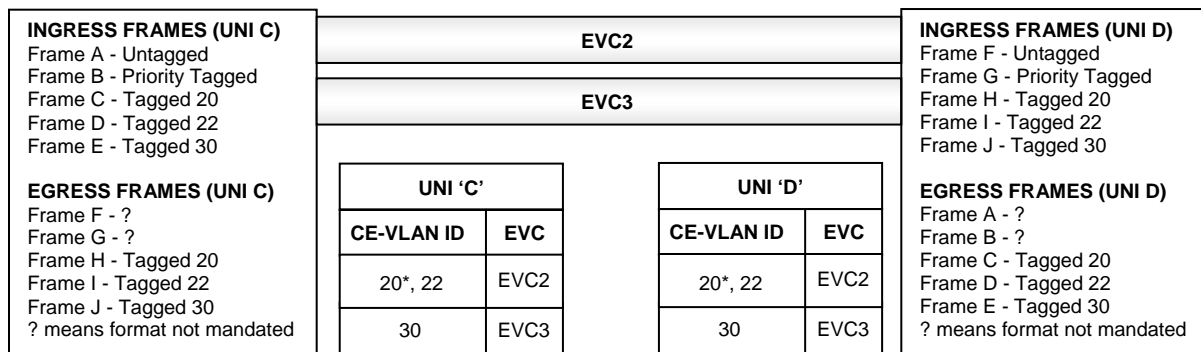 INGRESS FRAMES (UNI C)
Frame A - Untagged
Frame B - Priority Tagged
Frame C - Tagged 20
Frame D - Tagged 22
Frame E - Tagged 30
EGRESS FRAMES (UNI C)
Frame F - ?
Frame G - ?
Frame H - Tagged 20
Frame I - Tagged 22
Frame J - Tagged 30
? means format not mandated
EVC2
EVC3
UNI ‘C’
CE-VLAN ID EVC
20*, 22 EVC2
30 EVC3
UNI ‘D’
CE-VLAN ID EVC
20*, 22 EVC2
30 EVC3
INGRESS FRAMES (UNI D)
Frame F - Untagged
Frame G - Priority Tagged
Frame H - Tagged 20
Frame I - Tagged 22
Frame J - Tagged 30
EGRESS FRAMES (UNI D)
Frame A - ?
Frame B - ?
Frame C - Tagged 20
Frame D - Tagged 22
Frame E - Tagged 30
? means format not mandated